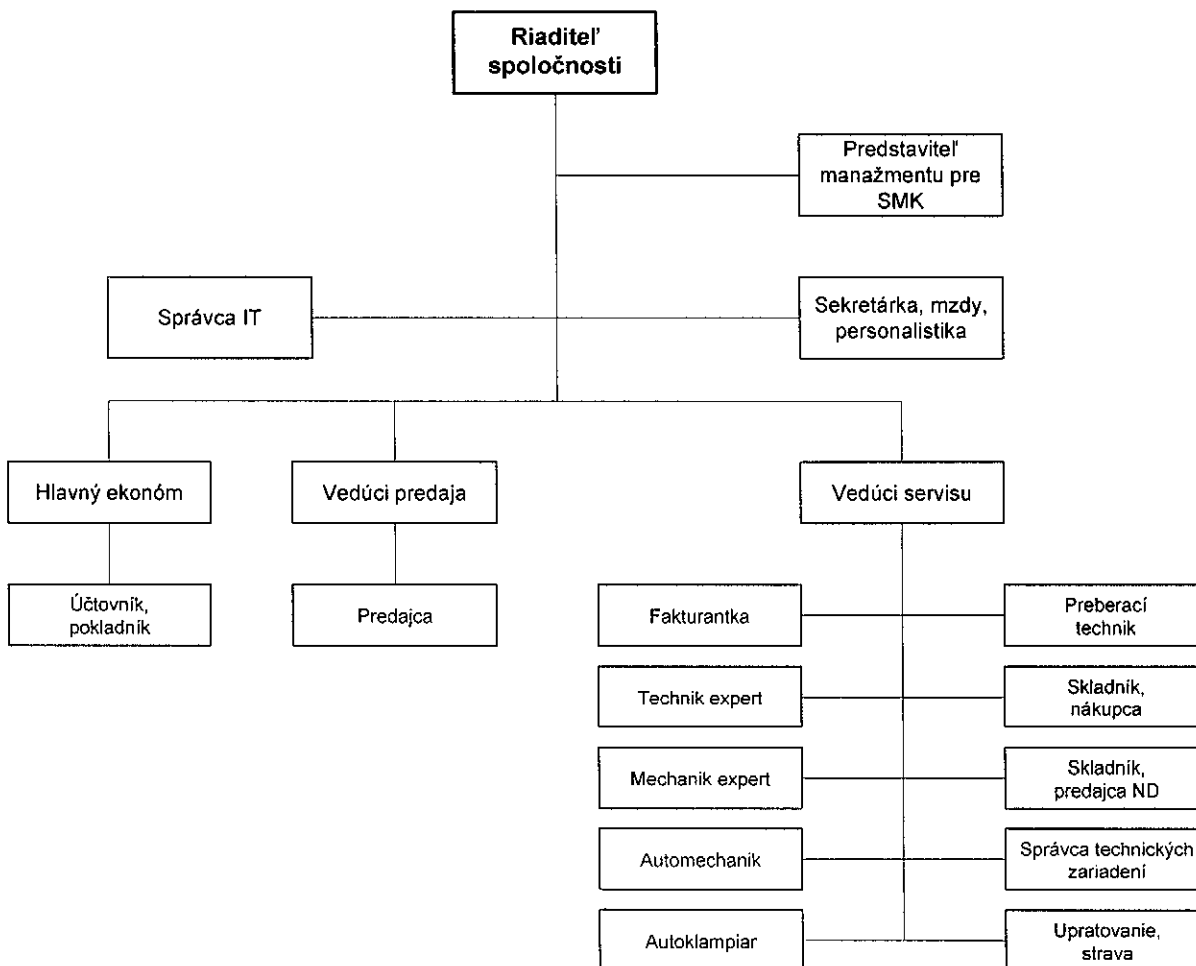 Riaditeľ
spoločnosti
Predstaviteľ
manažmentu pre
SMK
Správca IT
Sekretárka, mzdy,
personalistika
Hlavný ekonóm
Vedúci predaja
Vedúci servisu
Účtovník,
pokladník
Predajca
Fakturantka
Preberací
technik
Technik expert
Skladník,
nákupca
Mechanik expert
Skladník,
predajca ND
Automechanik
Správca technických
zariadení
Autoklampiar
Upratovanie,
strava